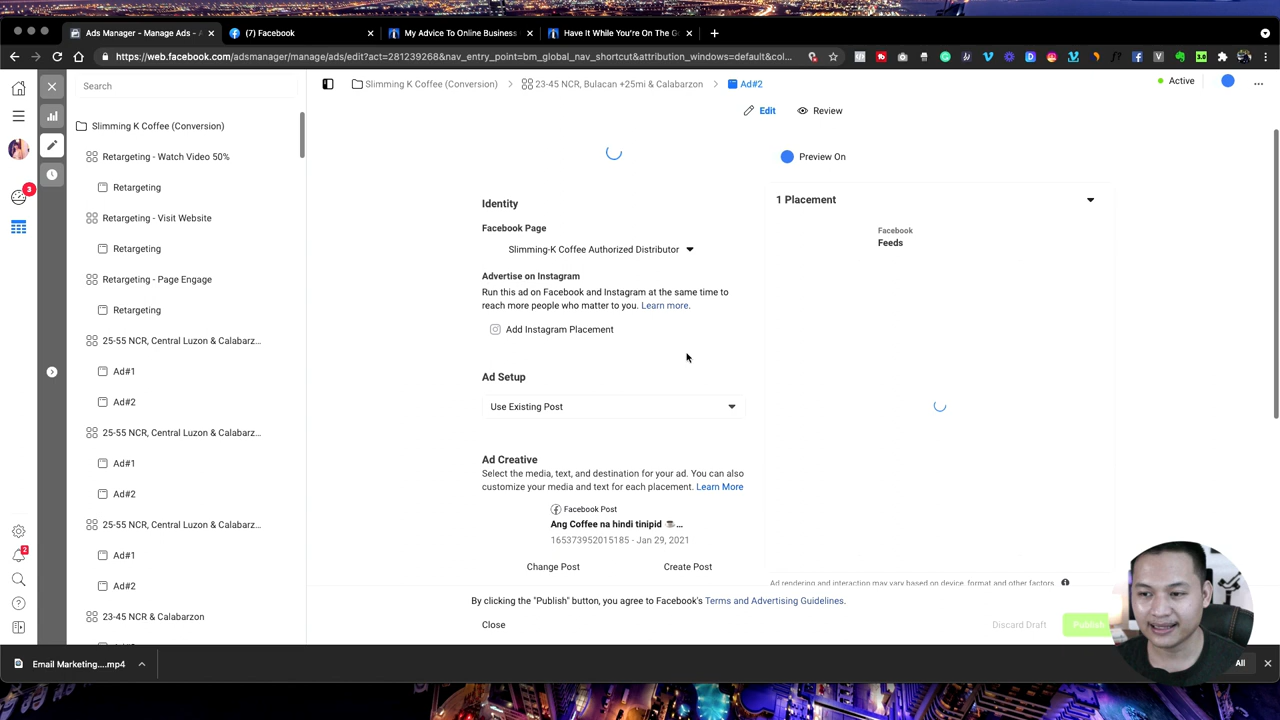 Ads Manager - Manage Ads - A
(7) Facebook
My Advice To Online Business
Have It While You're On The G
https://web.facebook.com/adsmanager/manage/ads/edit?act=281239268&nav_entry_point=bm_global_nav_shortcut&attribution_windows=default&col...
Search
Slimming K Coffee (Conversion)
23-45 NCR, Bulacan +25mi & Calabarzon
Ad#2
Active
Edit
Review
Slimming K Coffee (Conversion)
Retargeting - Watch Video 50%
Retargeting
Retargeting - Visit Website
Retargeting
Retargeting - Page Engage
Retargeting
25-55 NCR, Central Luzon & Calabarz...
Ad#1
Ad#2
25-55 NCR, Central Luzon & Calabarz...
Ad#1
Ad#2
25-55 NCR, Central Luzon & Calabarz...
Ad#1
Ad#2
23-45 NCR & Calabarzon
3
2
Identity
Facebook Page
Slimming-K Coffee Authorized Distributor
Advertise on Instagram
Run this ad on Facebook and Instagram at the same time to
reach more people who matter to you. Learn more.
Add Instagram Placement
Ad Setup
Use Existing Post
Ad Creative
Select the media, text, and destination for your ad. You can also
customize your media and text for each placement. Learn More
Facebook Post
Ang Coffee na hindi tinipid ☕...
165373952015185 - Jan 29, 2021
Change Post
Create Post
Preview On
1 Placement
Facebook
Feeds
Ad rendering and interaction may vary based on device, format and other factors.
By clicking the "Publish" button, you agree to Facebook's Terms and Advertising Guidelines.
Close
Discard Draft
Publish
Email Marketing....mp4
All